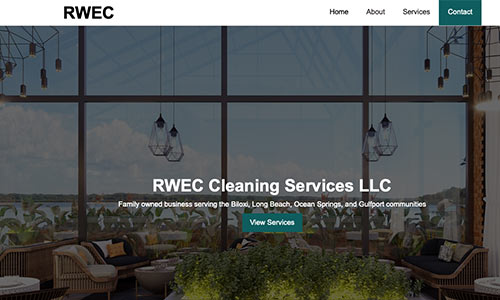 RWEC
Home About Services Contact
RWEC Cleaning Services LLC
Family owned business serving the Biloxi, Long Beach, Ocean Springs, and Gulfport communities
View Services